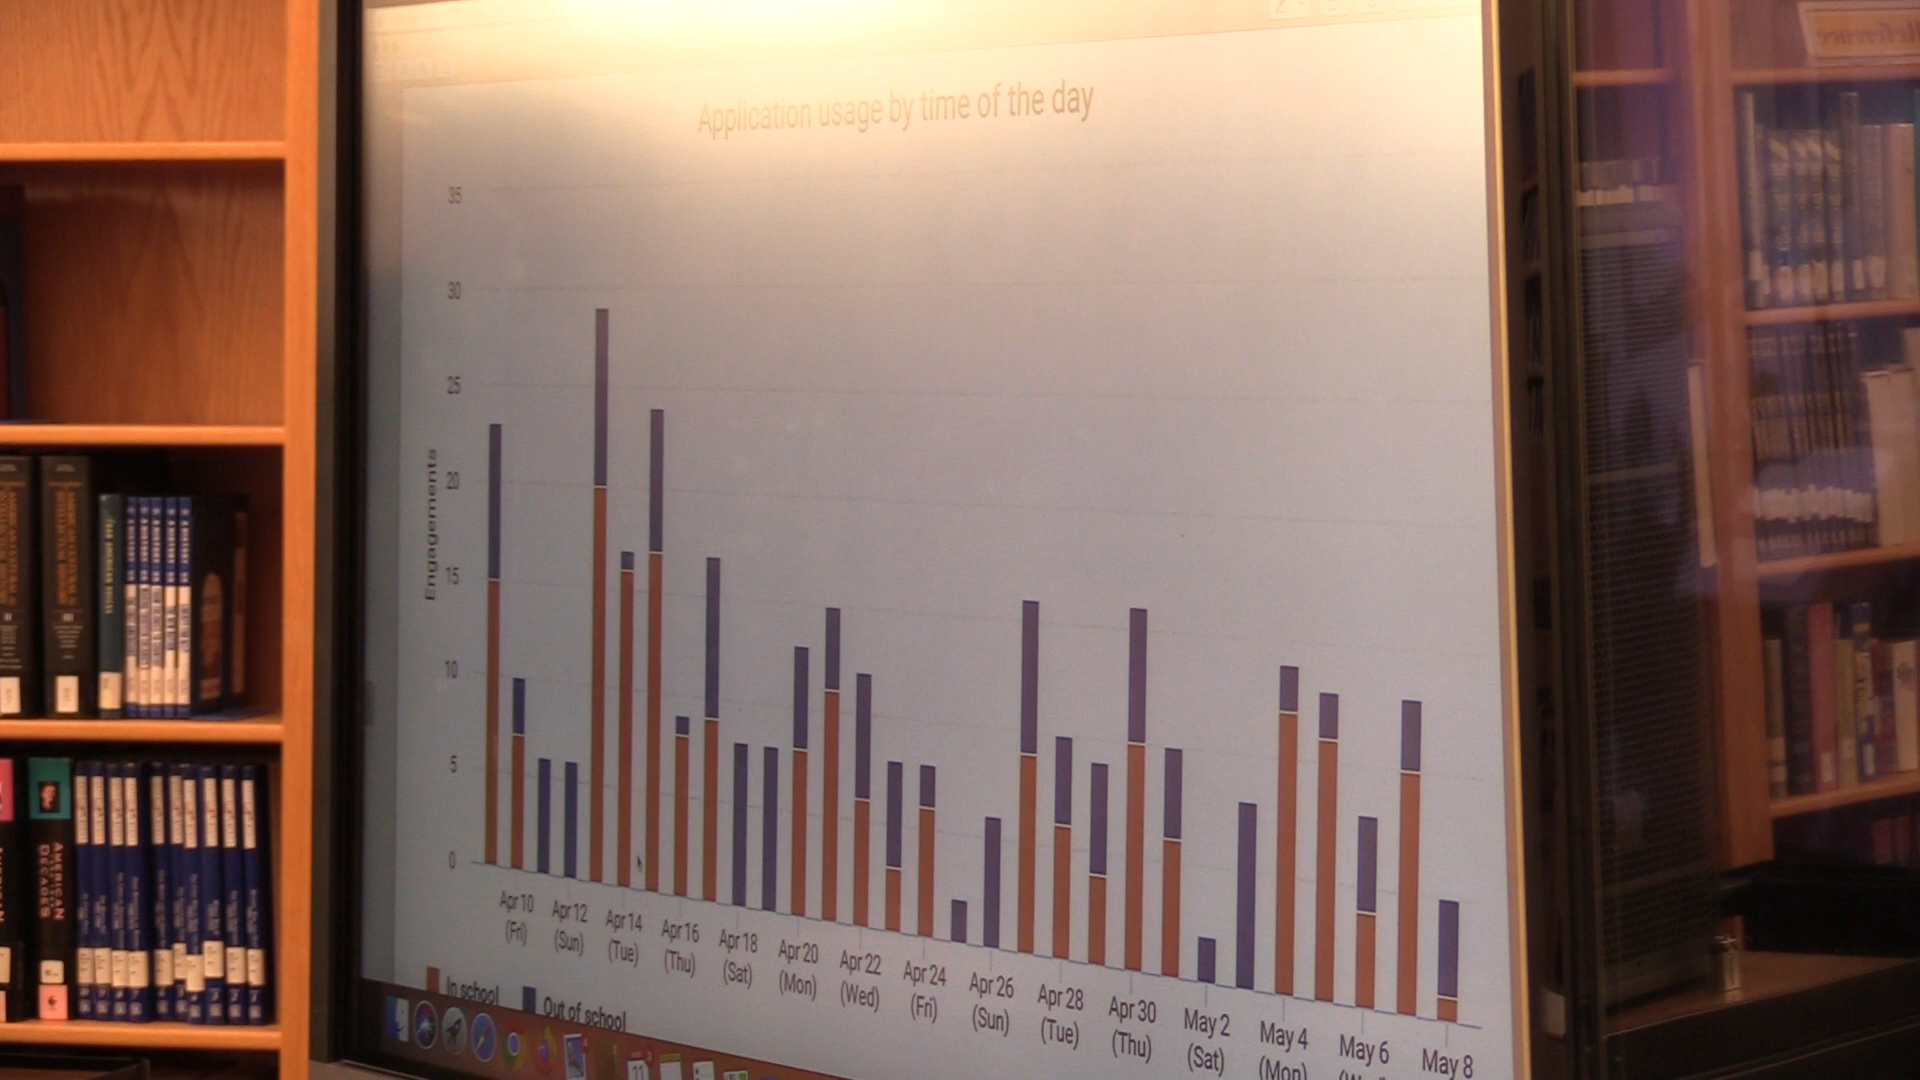 Application usage by time of the day
35
30
25
20
15
10
5
0
Engagements
Apr 10 (Fri)
Apr 12 (Sun)
Apr 14 (Tue)
Apr 16 (Thu)
Apr 18 (Sat)
Apr 20 (Mon)
Apr 22 (Wed)
Apr 24 (Fri)
Apr 26 (Sun)
Apr 28 (Tue)
Apr 30 (Thu)
May 2 (Sat)
May 4 (Mon)
May 6
May 8
In school
Out of school
AMERICAN
DECADES